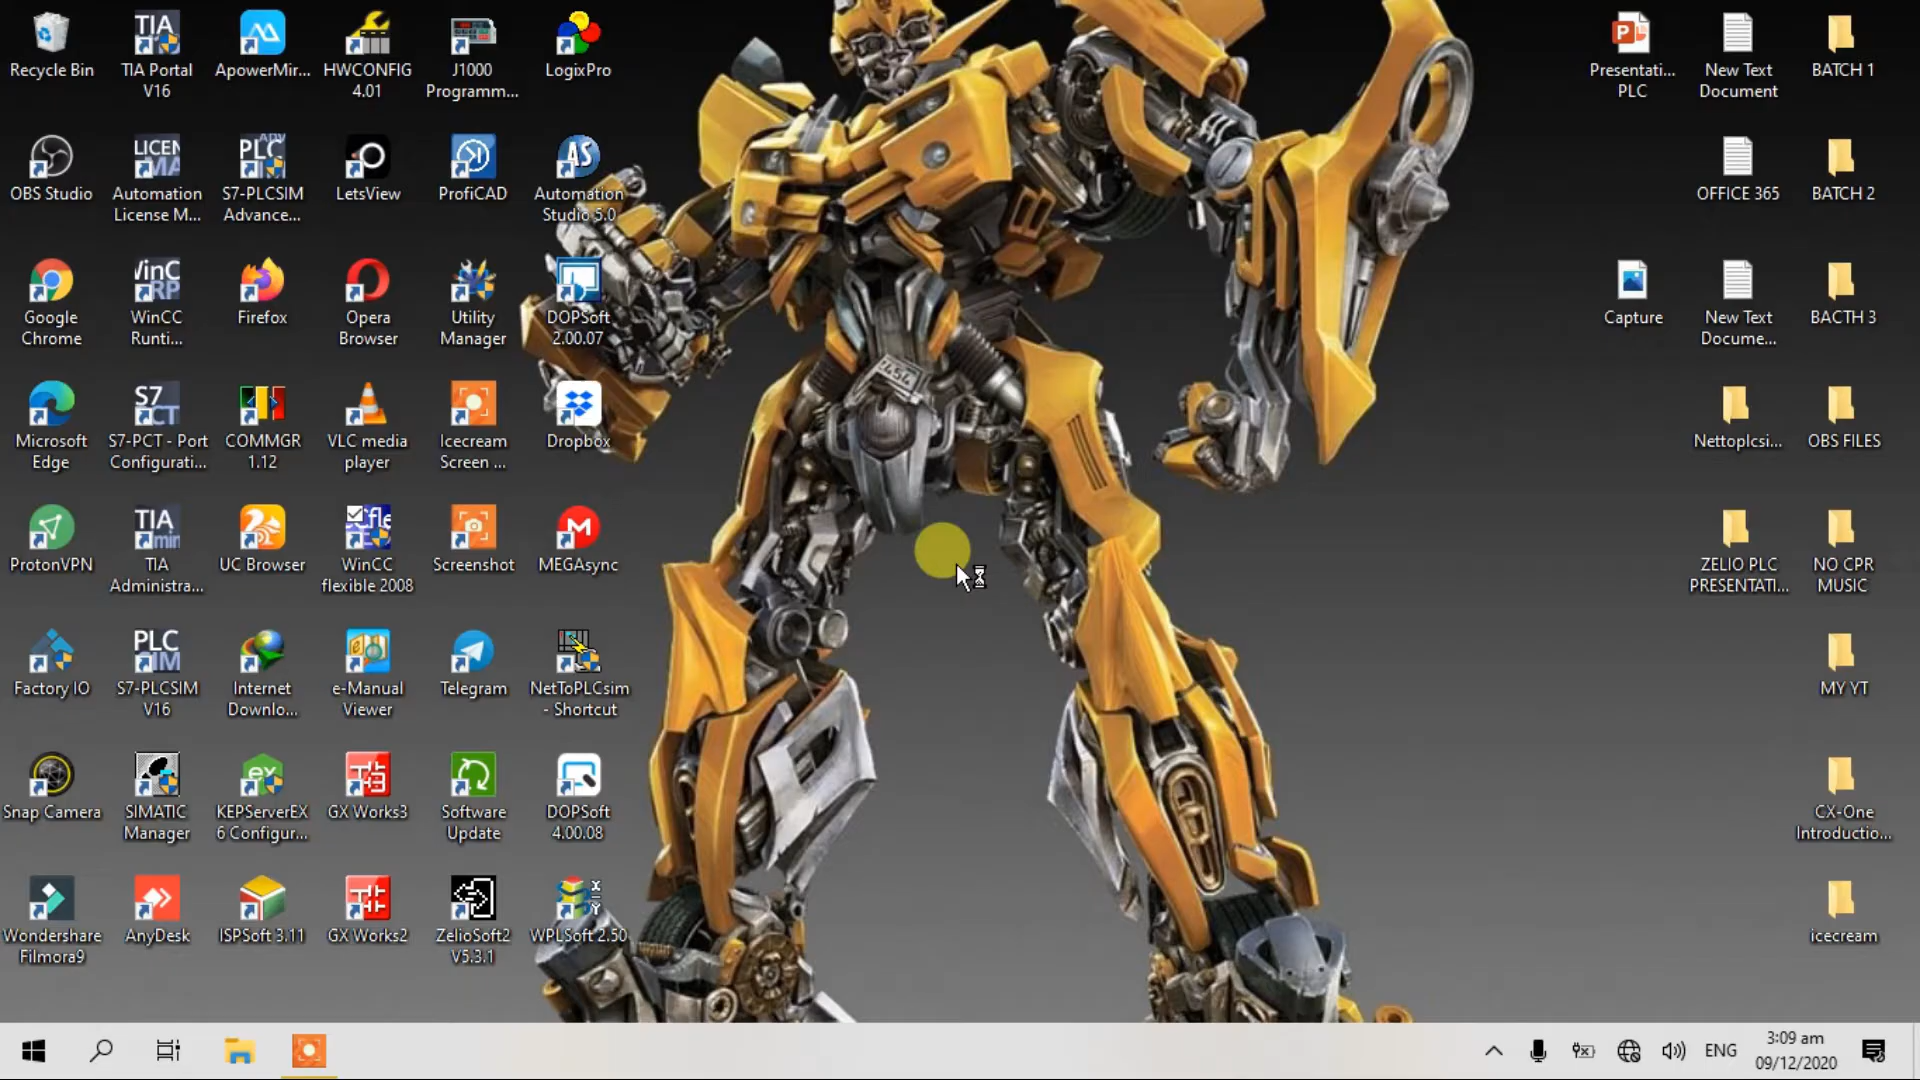 Recycle Bin
TIA Portal
V16
ApowerMir...
HWCONFIG
4.01
J1000
Programm...
LogixPro
OBS Studio
Automation
License M...
S7-PLCSIM
Advance...
LetsView
ProfiCAD
Automation
Studio 5.0
Google
Chrome
WinCC
Runti...
Firefox
Opera
Browser
Utility
Manager
DOPSoft
2.00.07
Microsoft
Edge
S7-PCT - Port
Configurati...
COMMGR
1.12
VLC media
player
Icecream
Screen ...
Dropbox
ProtonVPN
TIA
Administra...
UC Browser
WinCC
flexible 2008
Screenshot
MEGAsync
Factory IO
S7-PLCSIM
V16
Internet
Downlo...
e-Manual
Viewer
Telegram
NetToPLCsim
- Shortcut
Snap Camera
SIMATIC
Manager
KEPServerEX
6 Configur...
GX Works3
Software
Update
DOPSoft
4.00.08
Wondershare
Filmora9
AnyDesk
ISPSoft 3.11
GX Works2
ZelioSoft2
V5.3.1
WPLSoft 2.50
Presentati...
PLC
New Text
Document
BATCH 1
OFFICE 365
BATCH 2
Capture
New Text
Docume...
BACTH 3
Nettoplcsi...
OBS FILES
ZELIO PLC
PRESENTATI...
NO CPR
MUSIC
MY YT
CX-One
Introductio...
icecream
ENG
3:09 am
09/12/2020